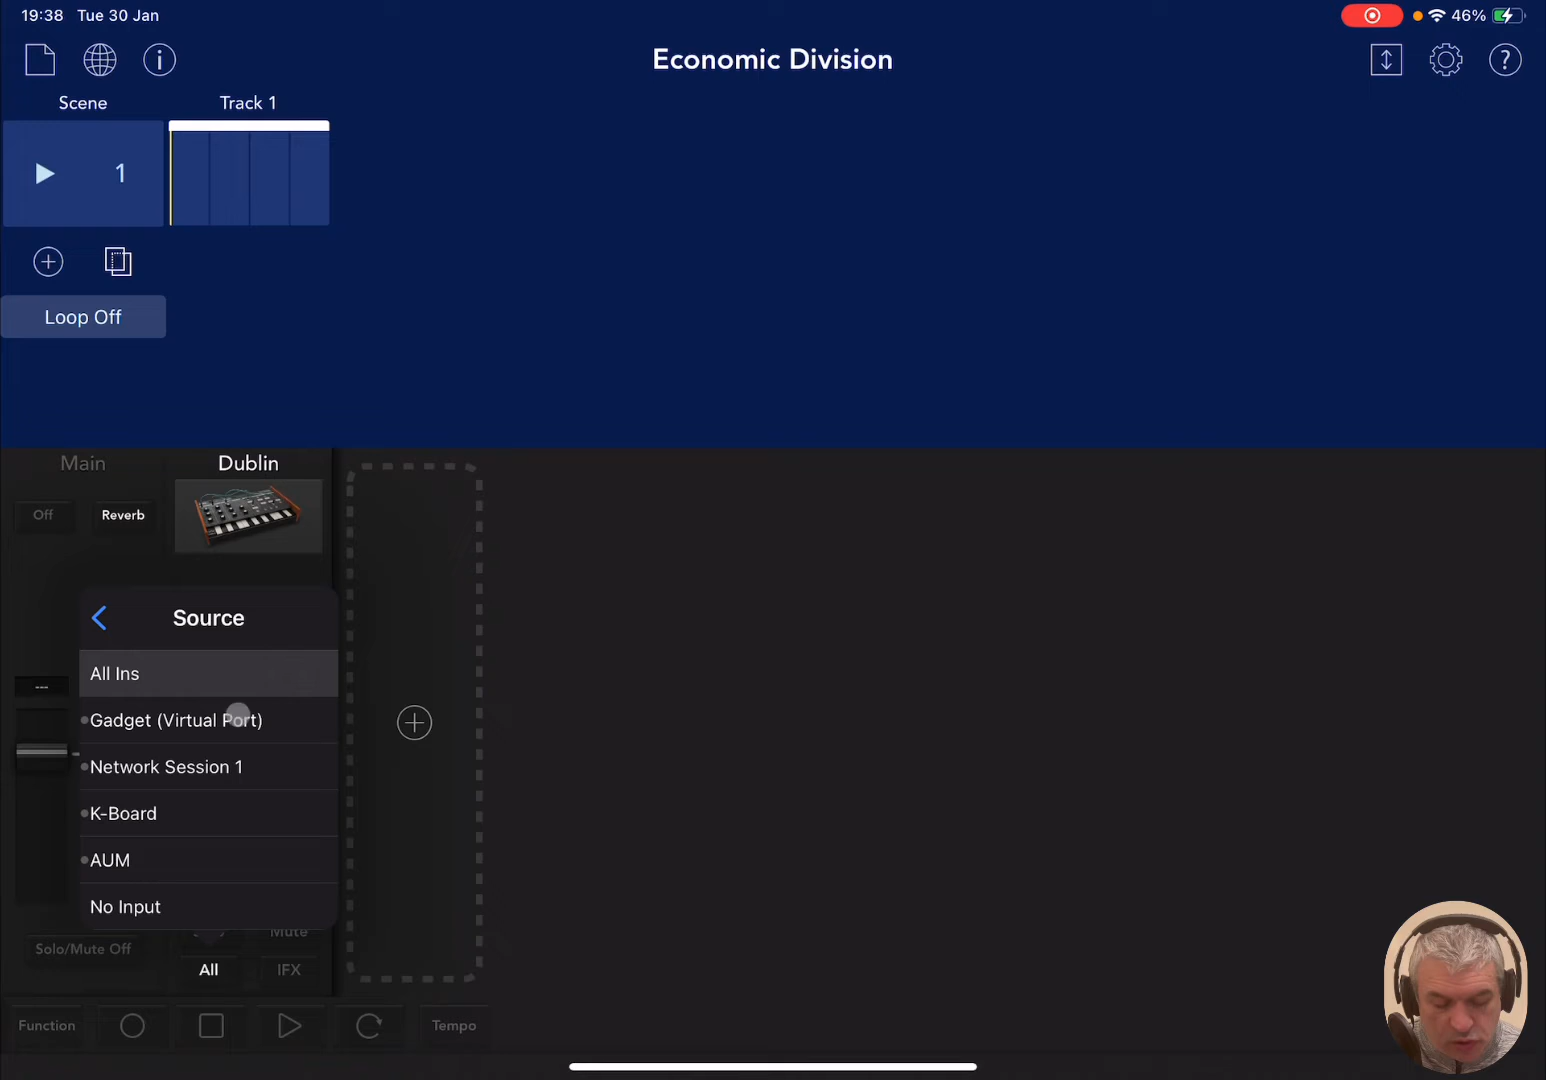 19:38 Tue 30 Jan
46%
Economic Division
Scene Track 1
1
Loop Off
Main Dublin
Off Reverb
Source
All Ins
Gadget (Virtual Port)
Network Session 1
K-Board
AUM
No Input
Mute
Solo/Mute Off
All IFX
Function Tempo